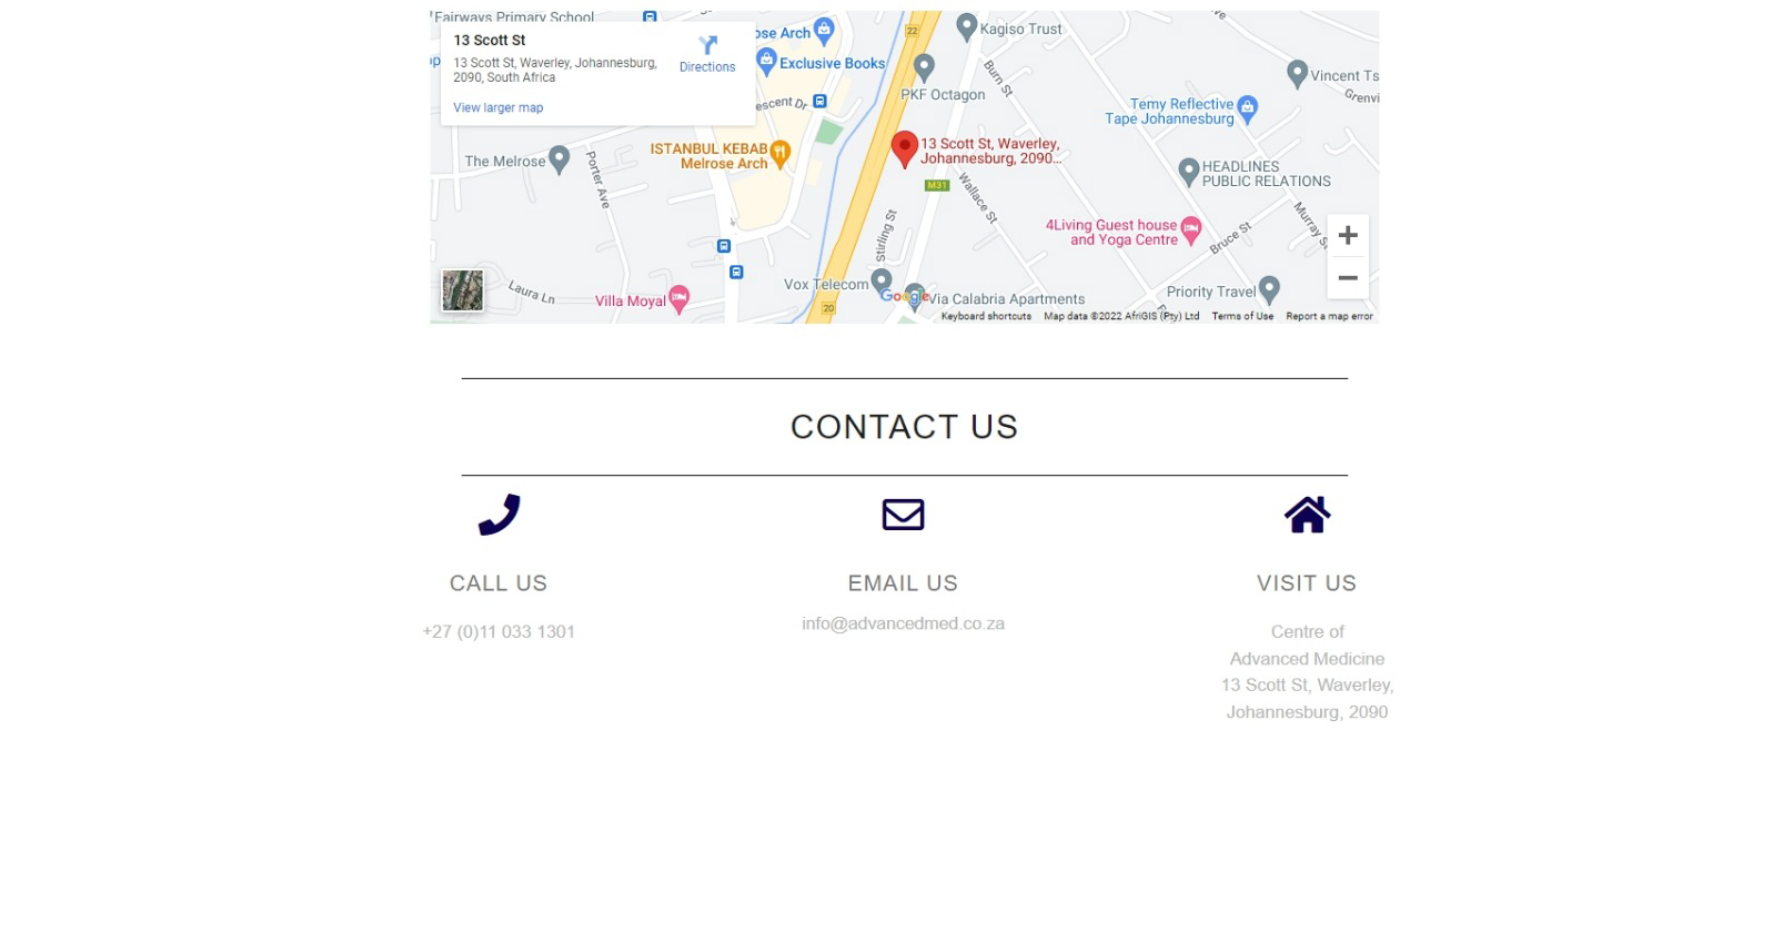 Fairways Primary School
13 Scott St
13 Scott St, Waverley, Johannesburg,
2090, South Africa
Directions
View larger map
ose Arch
Exclusive Books
escent Dr
22
Kagiso Trust
PKF Octagon
Burn St
Vincent Ts
Grenvi
Temy Reflective
Tape Johannesburg
ISTANBUL KEBAB
Melrose Arch
The Melrose
Porter Ave
13 Scott St, Waverley,
Johannesburg, 2090...
M31
Wallace St
HEADLINES
PUBLIC RELATIONS
4Living Guest house
and Yoga Centre
Bruce St
Murray S
Stirling St
Laura Ln
Villa Moyal
Vox Telecom
20
Google
Via Calabria Apartments
Priority Travel
Keyboard shortcuts
Map data ©2022 AfriGIS (Pty) Ltd
Terms of Use
Report a map error
CONTACT US
CALL US
+27 (0)11 033 1301
EMAIL US
info@advancedmed.co.za
VISIT US
Centre of
Advanced Medicine
13 Scott St, Waverley,
Johannesburg, 2090